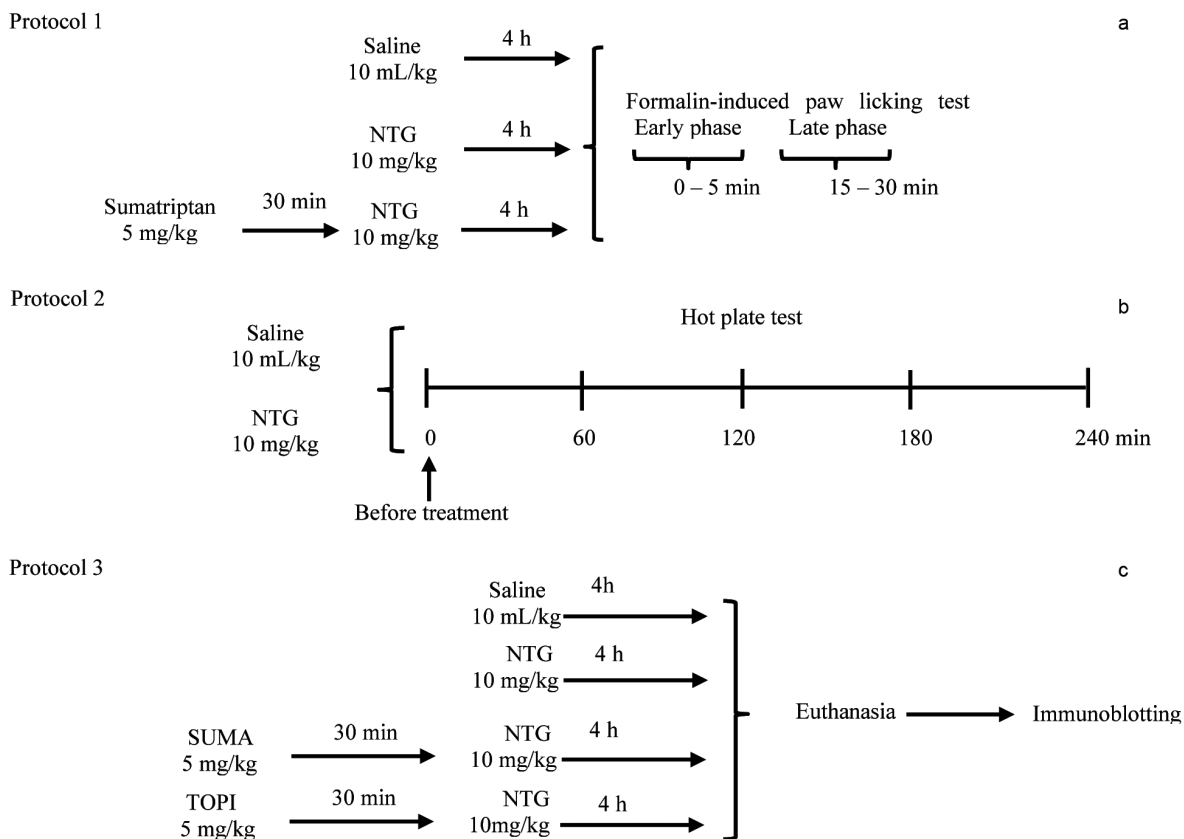 Protocol 1
a
Saline
10 mL/kg
4 h
NTG
10 mg/kg
4 h
Sumatriptan
5 mg/kg
30 min
NTG
10 mg/kg
4 h
Formalin-induced paw licking test
Early phase Late phase
0 – 5 min 15 – 30 min
Protocol 2
b
Hot plate test
Saline
10 mL/kg
NTG
10 mg/kg
0 60 120 180 240 min
Before treatment
Protocol 3
c
Saline
10 mL/kg
4h
NTG
10 mg/kg
4 h
SUMA
5 mg/kg
30 min
NTG
10 mg/kg
4 h
TOPI
5 mg/kg
30 min
NTG
10mg/kg
4 h
Euthanasia Immunoblotting